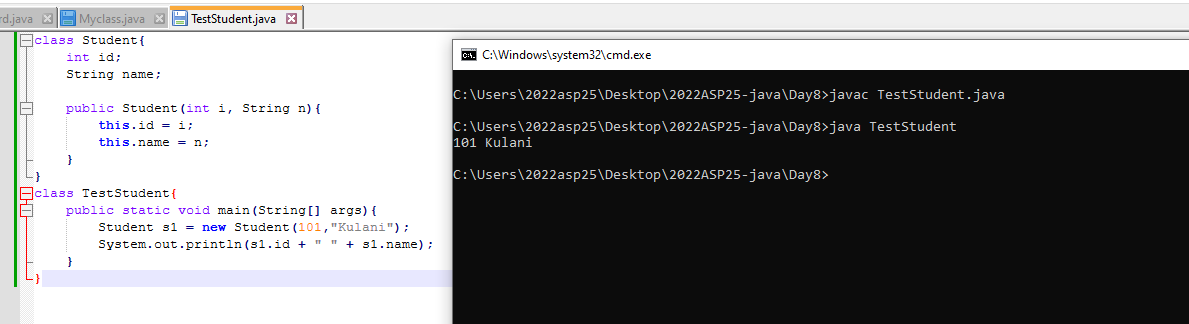 rd.java Myclass.java TestStudent.java
class Student{
    int id;
    String name;

    public Student(int i, String n){
        this.id = i;
        this.name = n;
    }
}
class TestStudent{
    public static void main(String[] args){
        Student s1 = new Student(101,"Kulani");
        System.out.println(s1.id + " " + s1.name);
    }
}
C:\Windows\system32\cmd.exe
C:\Users\2022asp25\Desktop\2022ASP25-java\Day8>javac TestStudent.java
C:\Users\2022asp25\Desktop\2022ASP25-java\Day8>java TestStudent
101 Kulani
C:\Users\2022asp25\Desktop\2022ASP25-java\Day8>